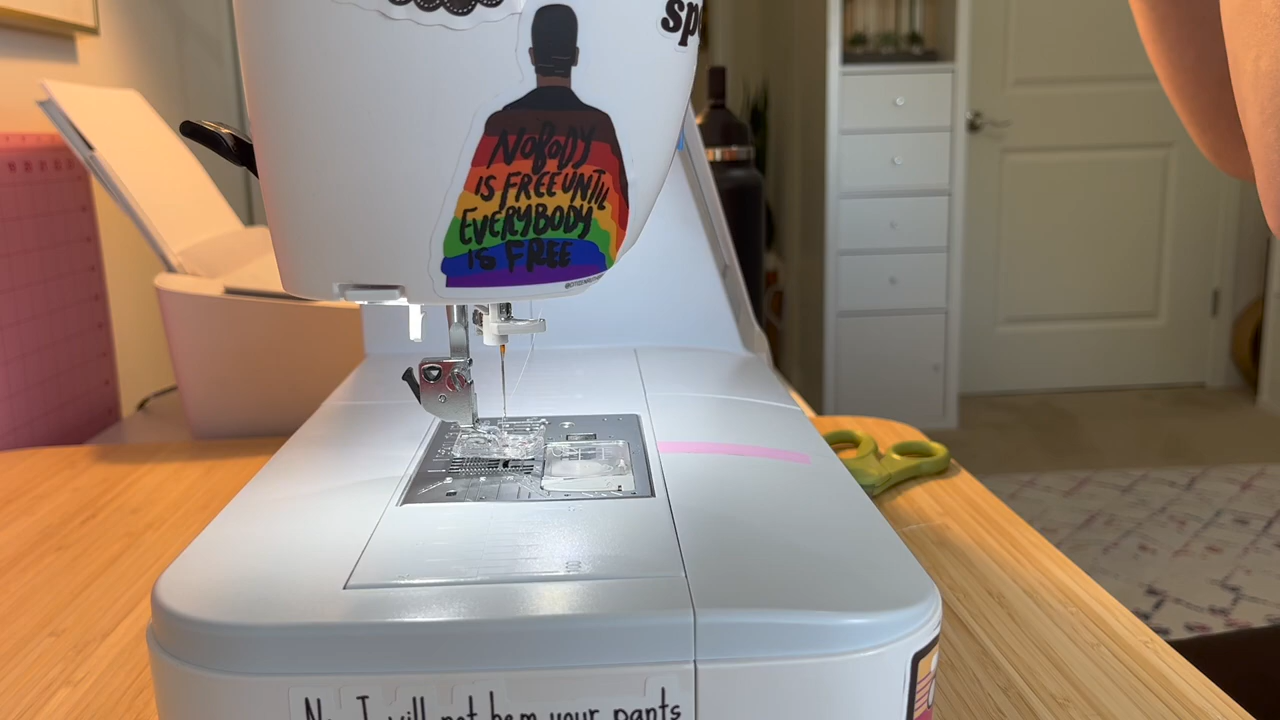 NOBODY
IS FREE UNTIL
EVERYBODY
IS FREE
No I will not hem your pants